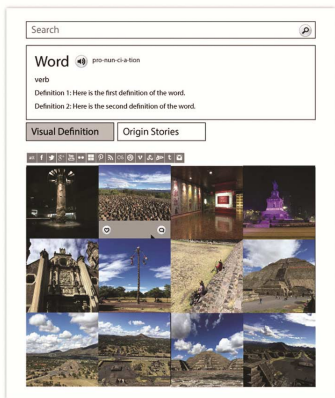 Search
Word pro-nun-ci-a-tion
verb
Definition 1: Here is the first definition of the word.
Definition 2: Here is the second definition of the word.
Visual Definition Origin Stories